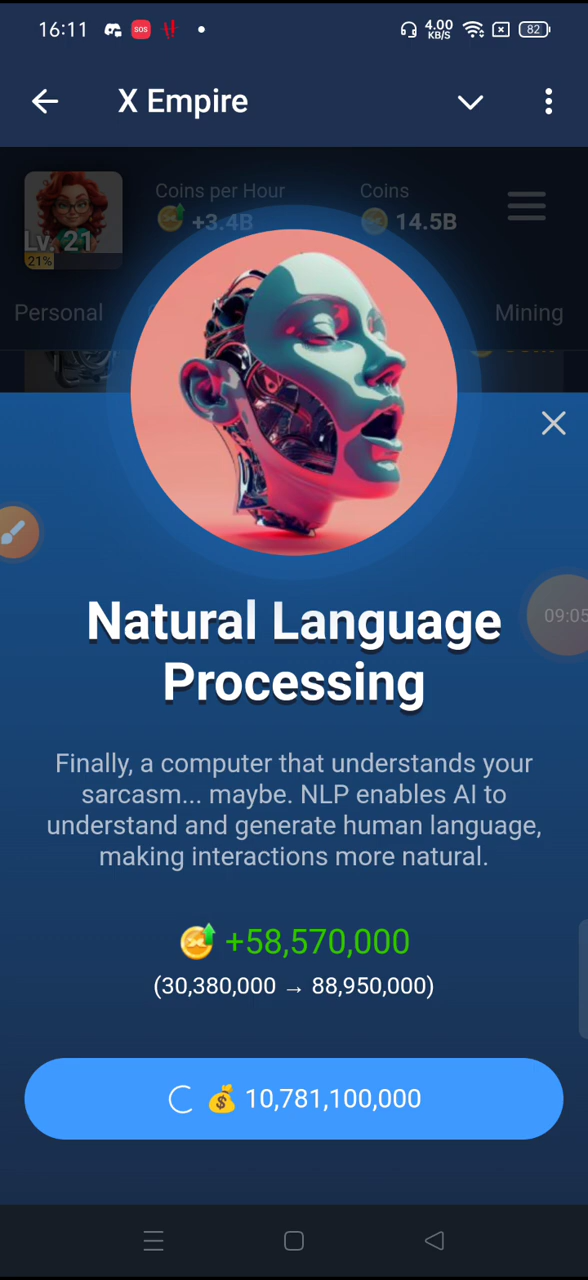 16:11
SOS
4.00
KB/S
82
X Empire
Coins per Hour
+3.4B
Coins
14.5B
Lv. 21
21%
Personal
Mining
Natural Language
Processing
09:05
Finally, a computer that understands your
sarcasm... maybe. NLP enables AI to
understand and generate human language,
making interactions more natural.
+58,570,000
(30,380,000 → 88,950,000)
10,781,100,000